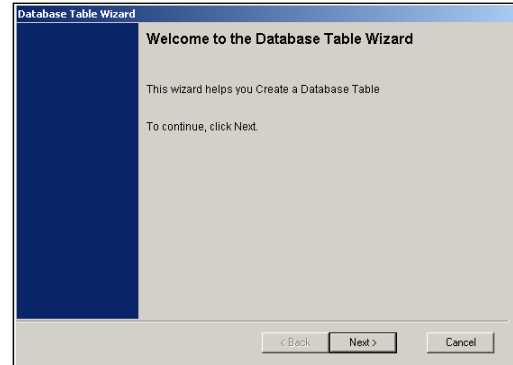 Database Table Wizard
Welcome to the Database Table Wizard
This wizard helps you Create a Database Table
To continue, click Next.
< Back
Next >
Cancel